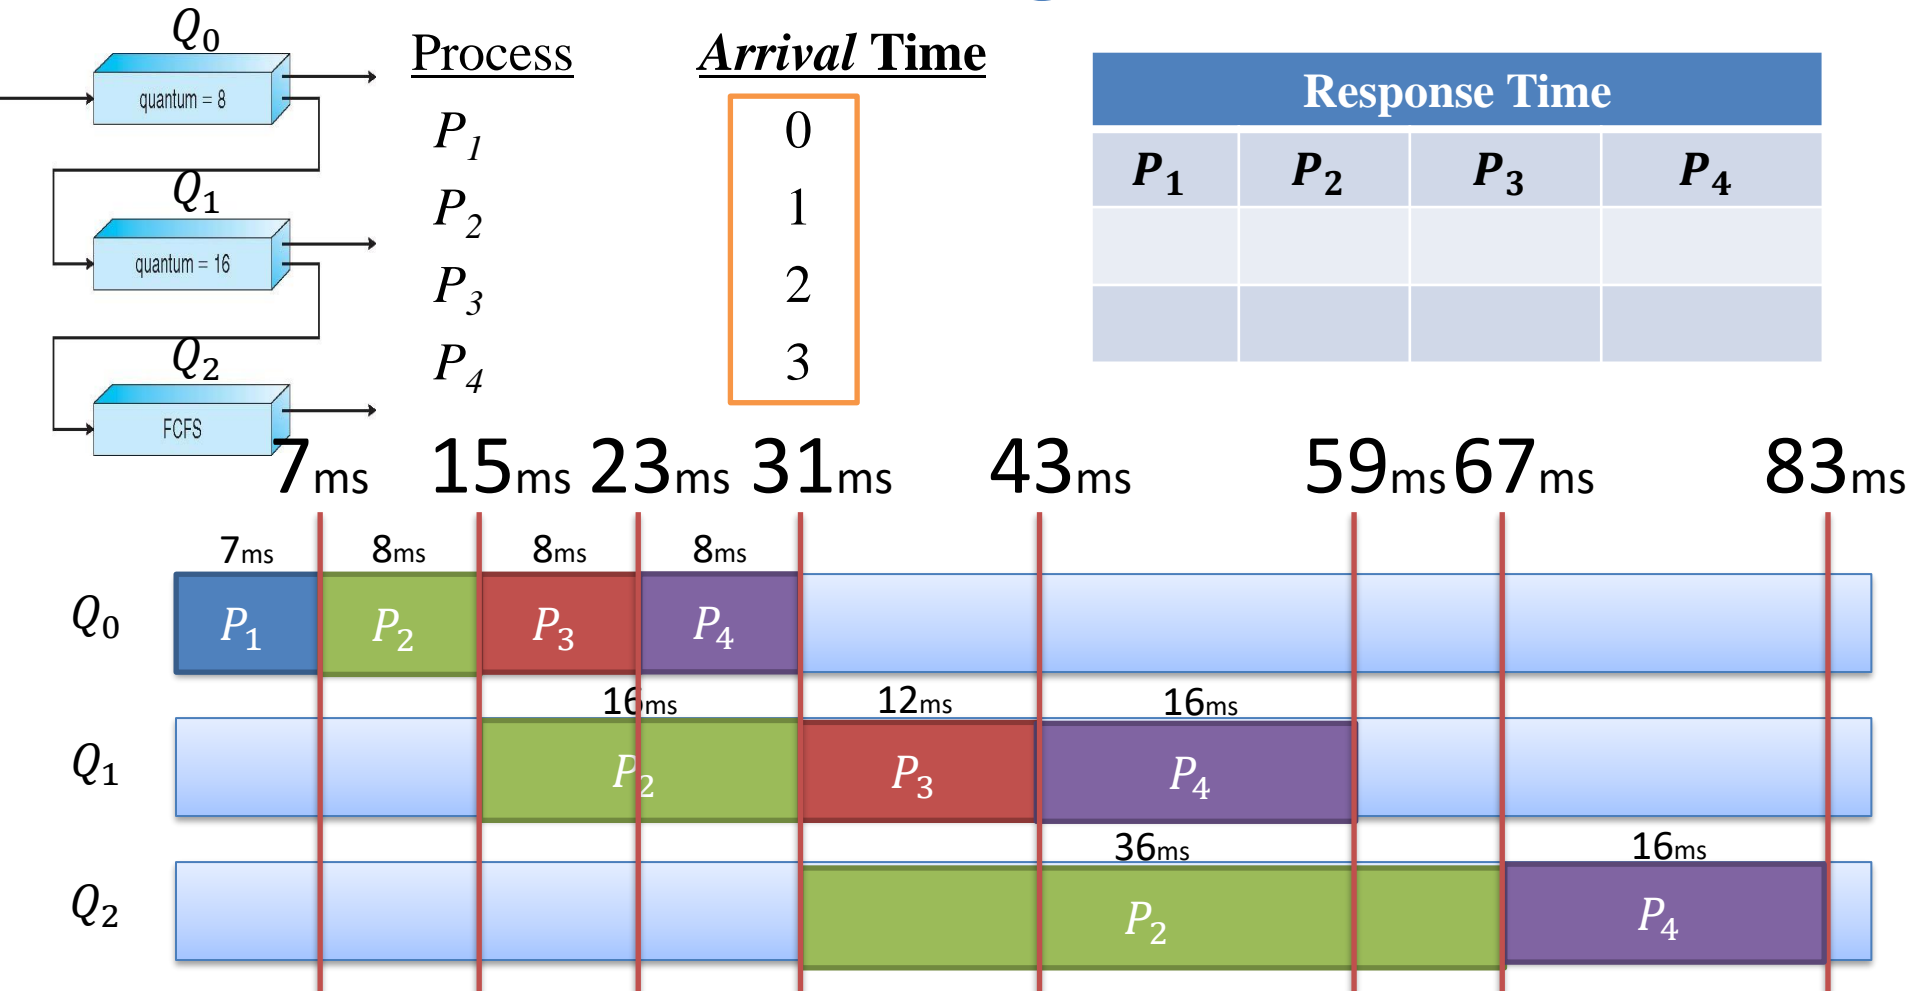 Q0
quantum = 8
Q1
quantum = 16
Q2
FCFS
Process Arrival Time
P1 0
P2 1
P3 2
P4 3
Response Time
P1 P2 P3 P4
7ms 15ms 23ms 31ms 43ms 59ms 67ms 83ms
7ms 8ms 8ms 8ms
Q0 P1 P2 P3 P4
16ms 12ms 16ms
Q1 P2 P3 P4
36ms 16ms
Q2 P2 P4